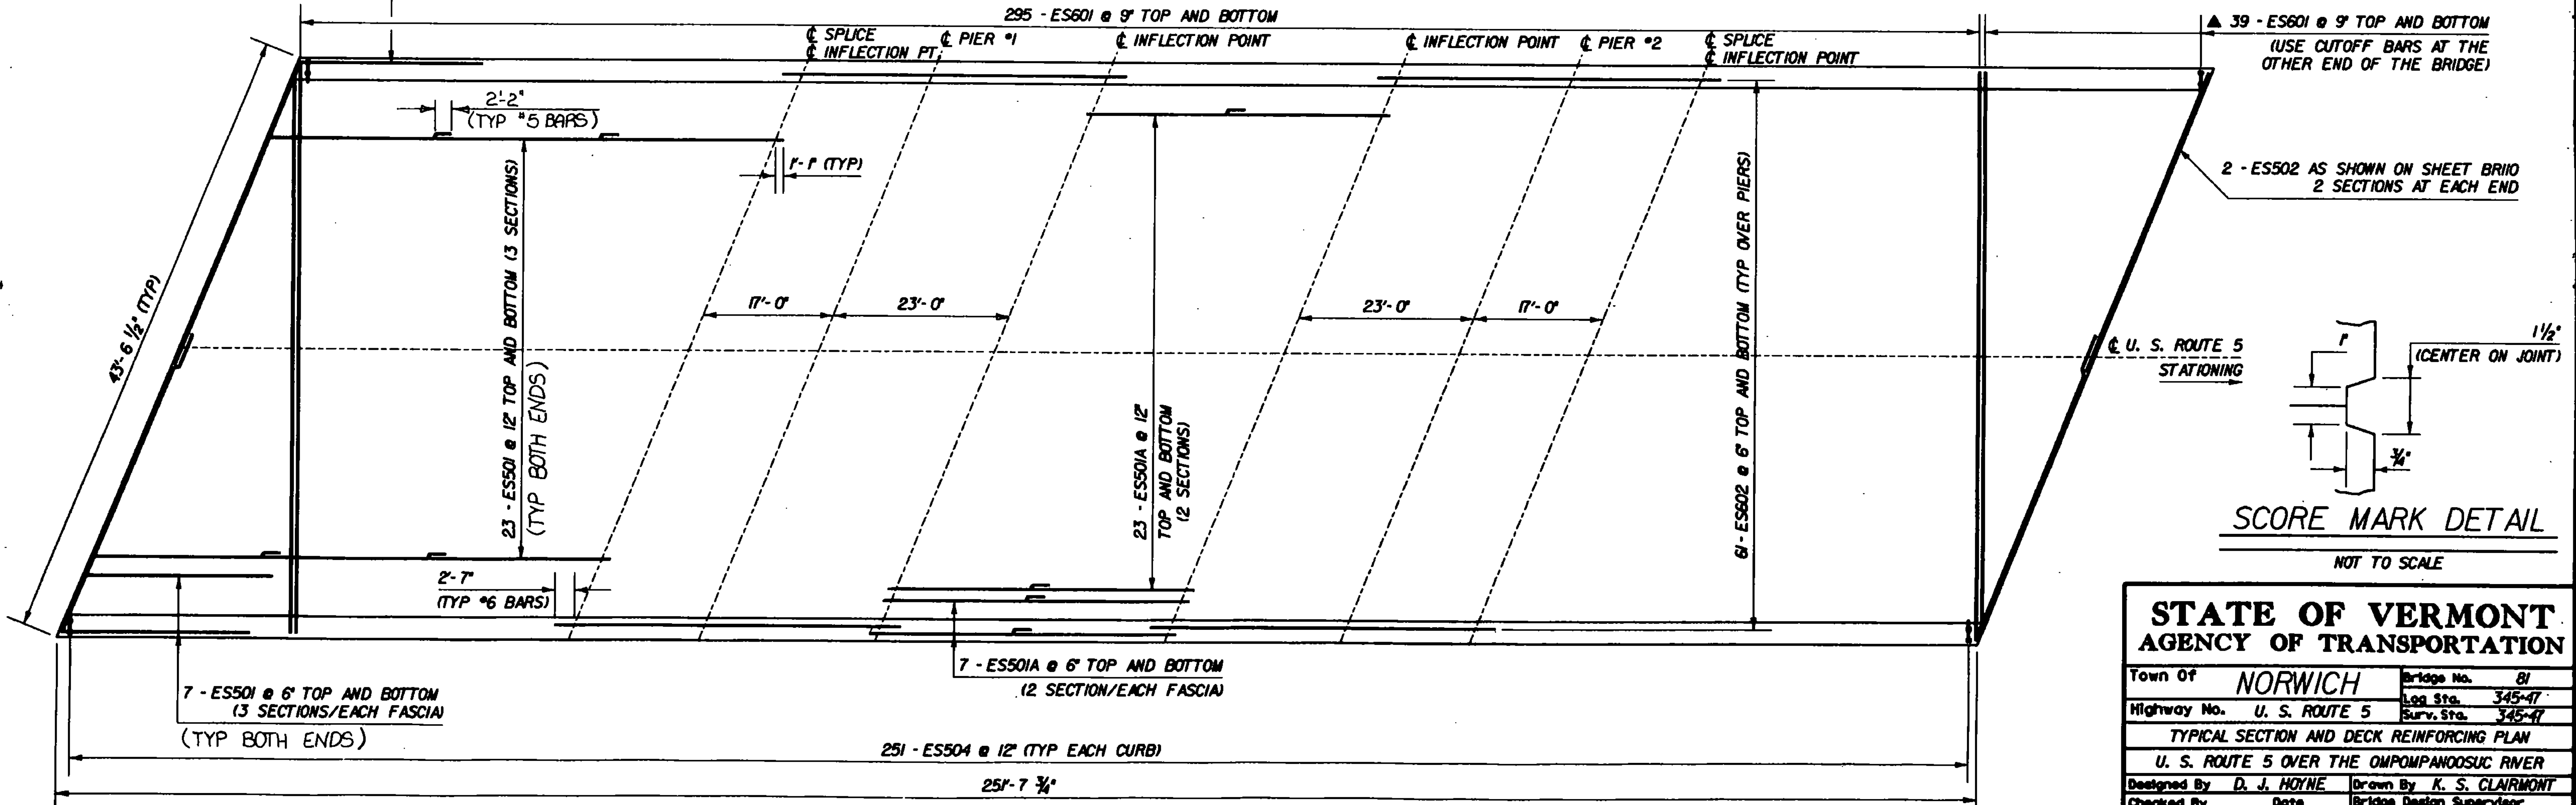 295 - ES601 @ 9" TOP AND BOTTOM
▲ 39 - ES601 @ 9" TOP AND BOTTOM
(USE CUTOFF BARS AT THE
OTHER END OF THE BRIDGE)
℄ SPLICE
℄ INFLECTION PT.
℄ PIER #1
℄ INFLECTION POINT
℄ INFLECTION POINT
℄ PIER #2
℄ SPLICE
℄ INFLECTION POINT
2'-2"
(TYP #5 BARS)
1'-1" (TYP)
2 - ES502 AS SHOWN ON SHEET BR110
2 SECTIONS AT EACH END
43'-6 1/2" (TYP)
23 - ES501 @ 12" TOP AND BOTTOM (3 SECTIONS)
(TYP BOTH ENDS)
17'-0"
23'-0"
23 - ES501A @ 12"
TOP AND BOTTOM
(2 SECTIONS)
23'-0"
17'-0"
61 - ES602 @ 6" TOP AND BOTTOM (TYP OVER PIERS)
℄ U. S. ROUTE 5
STATIONING
1"
1 1/2"
(CENTER ON JOINT)
3/4"
SCORE MARK DETAIL
NOT TO SCALE
2'-7"
(TYP #6 BARS)
7 - ES501 @ 6" TOP AND BOTTOM
(3 SECTIONS/EACH FASCIA)
(TYP BOTH ENDS)
7 - ES501A @ 6" TOP AND BOTTOM
(2 SECTION/EACH FASCIA)
251 - ES504 @ 12" (TYP EACH CURB)
251'-7 3/4"
STATE OF VERMONT
AGENCY OF TRANSPORTATION
Town Of NORWICH
Bridge No. 81
Log Sta. 345+47
Highway No. U. S. ROUTE 5
Surv. Sta. 345+47
TYPICAL SECTION AND DECK REINFORCING PLAN
U. S. ROUTE 5 OVER THE OMPOMPANOOSUC RIVER
Designed By D. J. HOYNE Drawn By K. S. CLAIRMONT
Checked By Date Bridge Design Supervisor